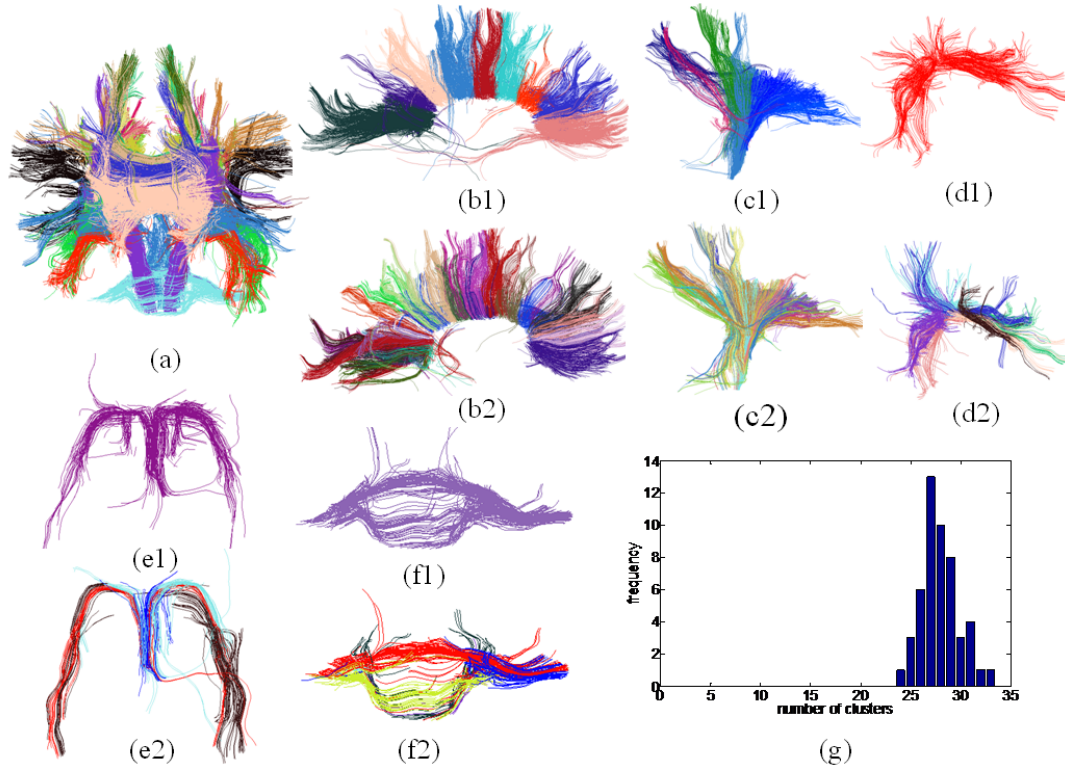 (a)
(b1)
(c1)
(d1)
(b2)
(c2)
(d2)
(e1)
(f1)
(e2)
(f2)
14
12
10
8
6
4
2
0
frequency
0 5 10 15 20 25 30 35
number of clusters
(g)